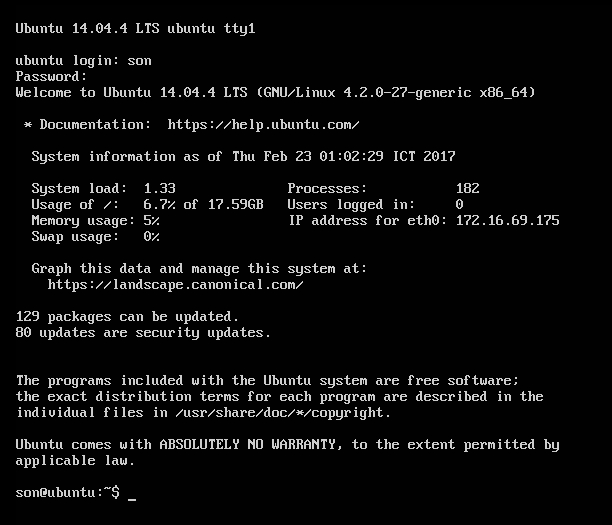 Ubuntu 14.04.4 LTS ubuntu tty1
ubuntu login: son
Password:
Welcome to Ubuntu 14.04.4 LTS (GNU/Linux 4.2.0-27-generic x86_64)
* Documentation:  https://help.ubuntu.com/
System information as of Thu Feb 23 01:02:29 ICT 2017
System load:  1.33              Processes:           182
Usage of /:   6.7% of 17.59GB   Users logged in:     0
Memory usage: 5%                IP address for eth0: 172.16.69.175
Swap usage:   0%
Graph this data and manage this system at:
https://landscape.canonical.com/
129 packages can be updated.
80 updates are security updates.
The programs included with the Ubuntu system are free software;
the exact distribution terms for each program are described in the
individual files in /usr/share/doc/*/copyright.
Ubuntu comes with ABSOLUTELY NO WARRANTY, to the extent permitted by
applicable law.
son@ubuntu:~$ _